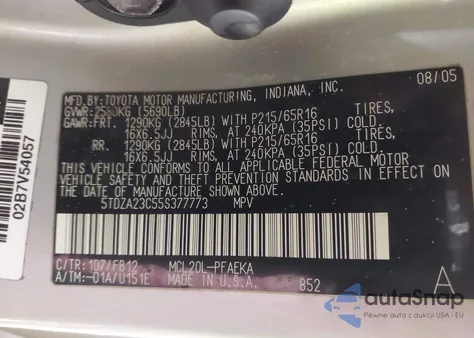 MFD.BY:TOYOTA MOTOR MANUFACTURING, INDIANA, INC. 08/05
GVWR:2580KG (5690LB)
GAWR:FRT. 1290KG (2845LB) WITH P215/65R16 TIRES,
16X6.5JJ RIMS, AT 240KPA (35PSI) COLD.
RR. 1290KG (2845LB) WITH P215/65R16 TIRES,
16X6.5JJ RIMS, AT 240KPA (35PSI) COLD.
THIS VEHICLE CONFORMS TO ALL APPLICABLE FEDERAL MOTOR
VEHICLE SAFETY, BUMPER, AND THEFT PREVENTION STANDARDS IN
EFFECT ON THE DATE OF MANUFACTURE SHOWN ABOVE.
5TDZA23C55S377773 MPV
C/TR:1D7/FB12 MCL20L-PFAEKA
A/TM:-01A/U151E MADE IN U.S.A. 852 A
02B7V54057
autoSnap
Pewne auta z aukcji USA i EU